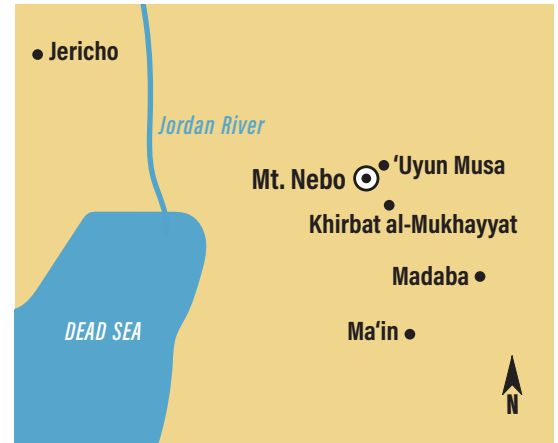 Jericho
Jordan River
‘Uyun Musa
Mt. Nebo
Khirbat al-Mukhayyat
Madaba
DEAD SEA
Ma‘in
N